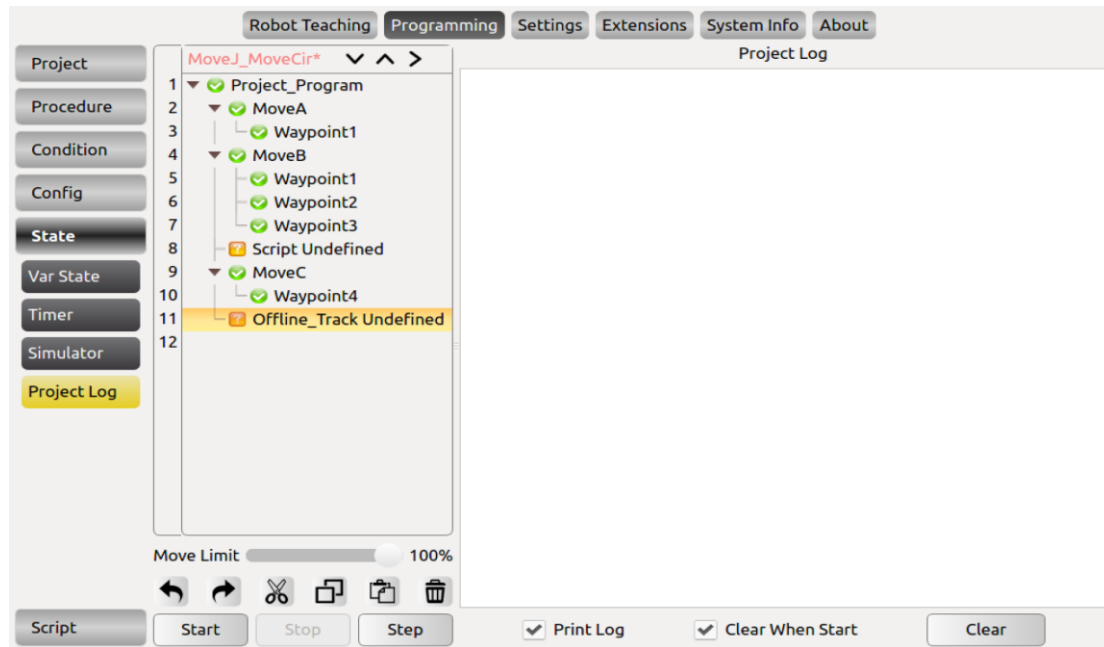 Robot Teaching Programming Settings Extensions System Info About
Project
Procedure
Condition
Config
State
Var State
Timer
Simulator
Project Log
Script
MoveJ_MoveCir*
1 Project_Program
2 MoveA
3 Waypoint1
4 MoveB
5 Waypoint1
6 Waypoint2
7 Waypoint3
8 Script Undefined
9 MoveC
10 Waypoint4
11 Offline_Track Undefined
12
Move Limit 100%
Start Stop Step
Project Log
Print Log Clear When Start Clear